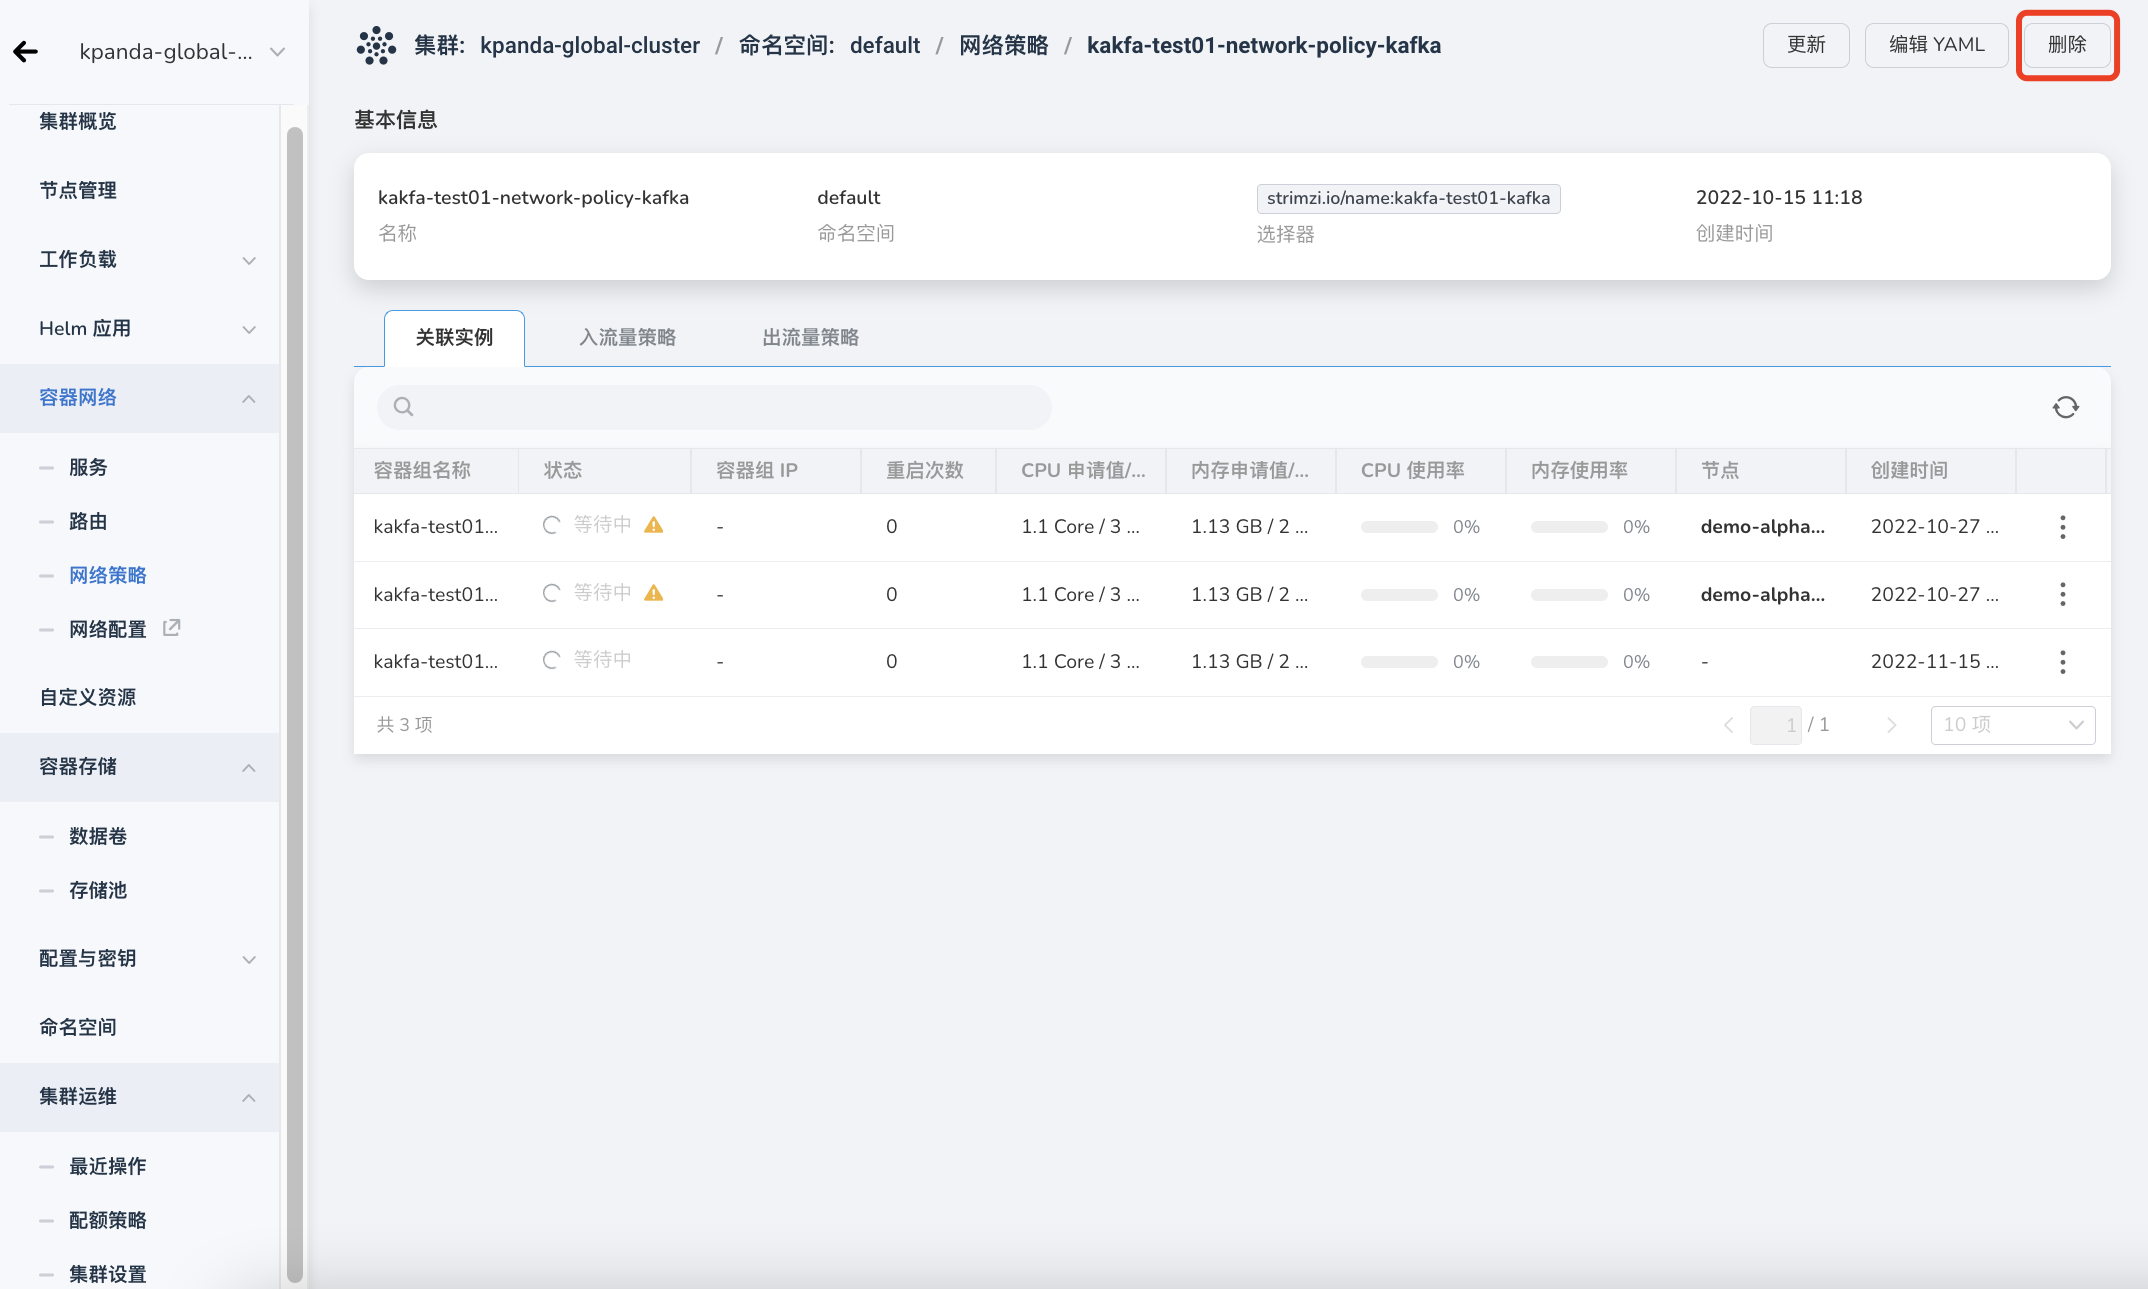 kpanda-global-...
集群概览
节点管理
工作负载
Helm 应用
容器网络
服务
路由
网络策略
网络配置
自定义资源
容器存储
数据卷
存储池
配置与密钥
命名空间
集群运维
最近操作
配额策略
集群设置
集群: kpanda-global-cluster / 命名空间: default / 网络策略 / kakfa-test01-network-policy-kafka
更新 编辑 YAML 删除
基本信息
kakfa-test01-network-policy-kafka default strimzi.io/name:kakfa-test01-kafka 2022-10-15 11:18
名称 命名空间 选择器 创建时间
关联实例 入流量策略 出流量策略
容器组名称 状态 容器组 IP 重启次数 CPU 申请值/... 内存申请值/... CPU 使用率 内存使用率 节点 创建时间
kakfa-test01... 等待中 - 0 1.1 Core / 3 ... 1.13 GB / 2 ... 0% 0% demo-alpha... 2022-10-27 ...
kakfa-test01... 等待中 - 0 1.1 Core / 3 ... 1.13 GB / 2 ... 0% 0% demo-alpha... 2022-10-27 ...
kakfa-test01... 等待中 - 0 1.1 Core / 3 ... 1.13 GB / 2 ... 0% 0% - 2022-11-15 ...
共 3 项 1 / 1 10 项